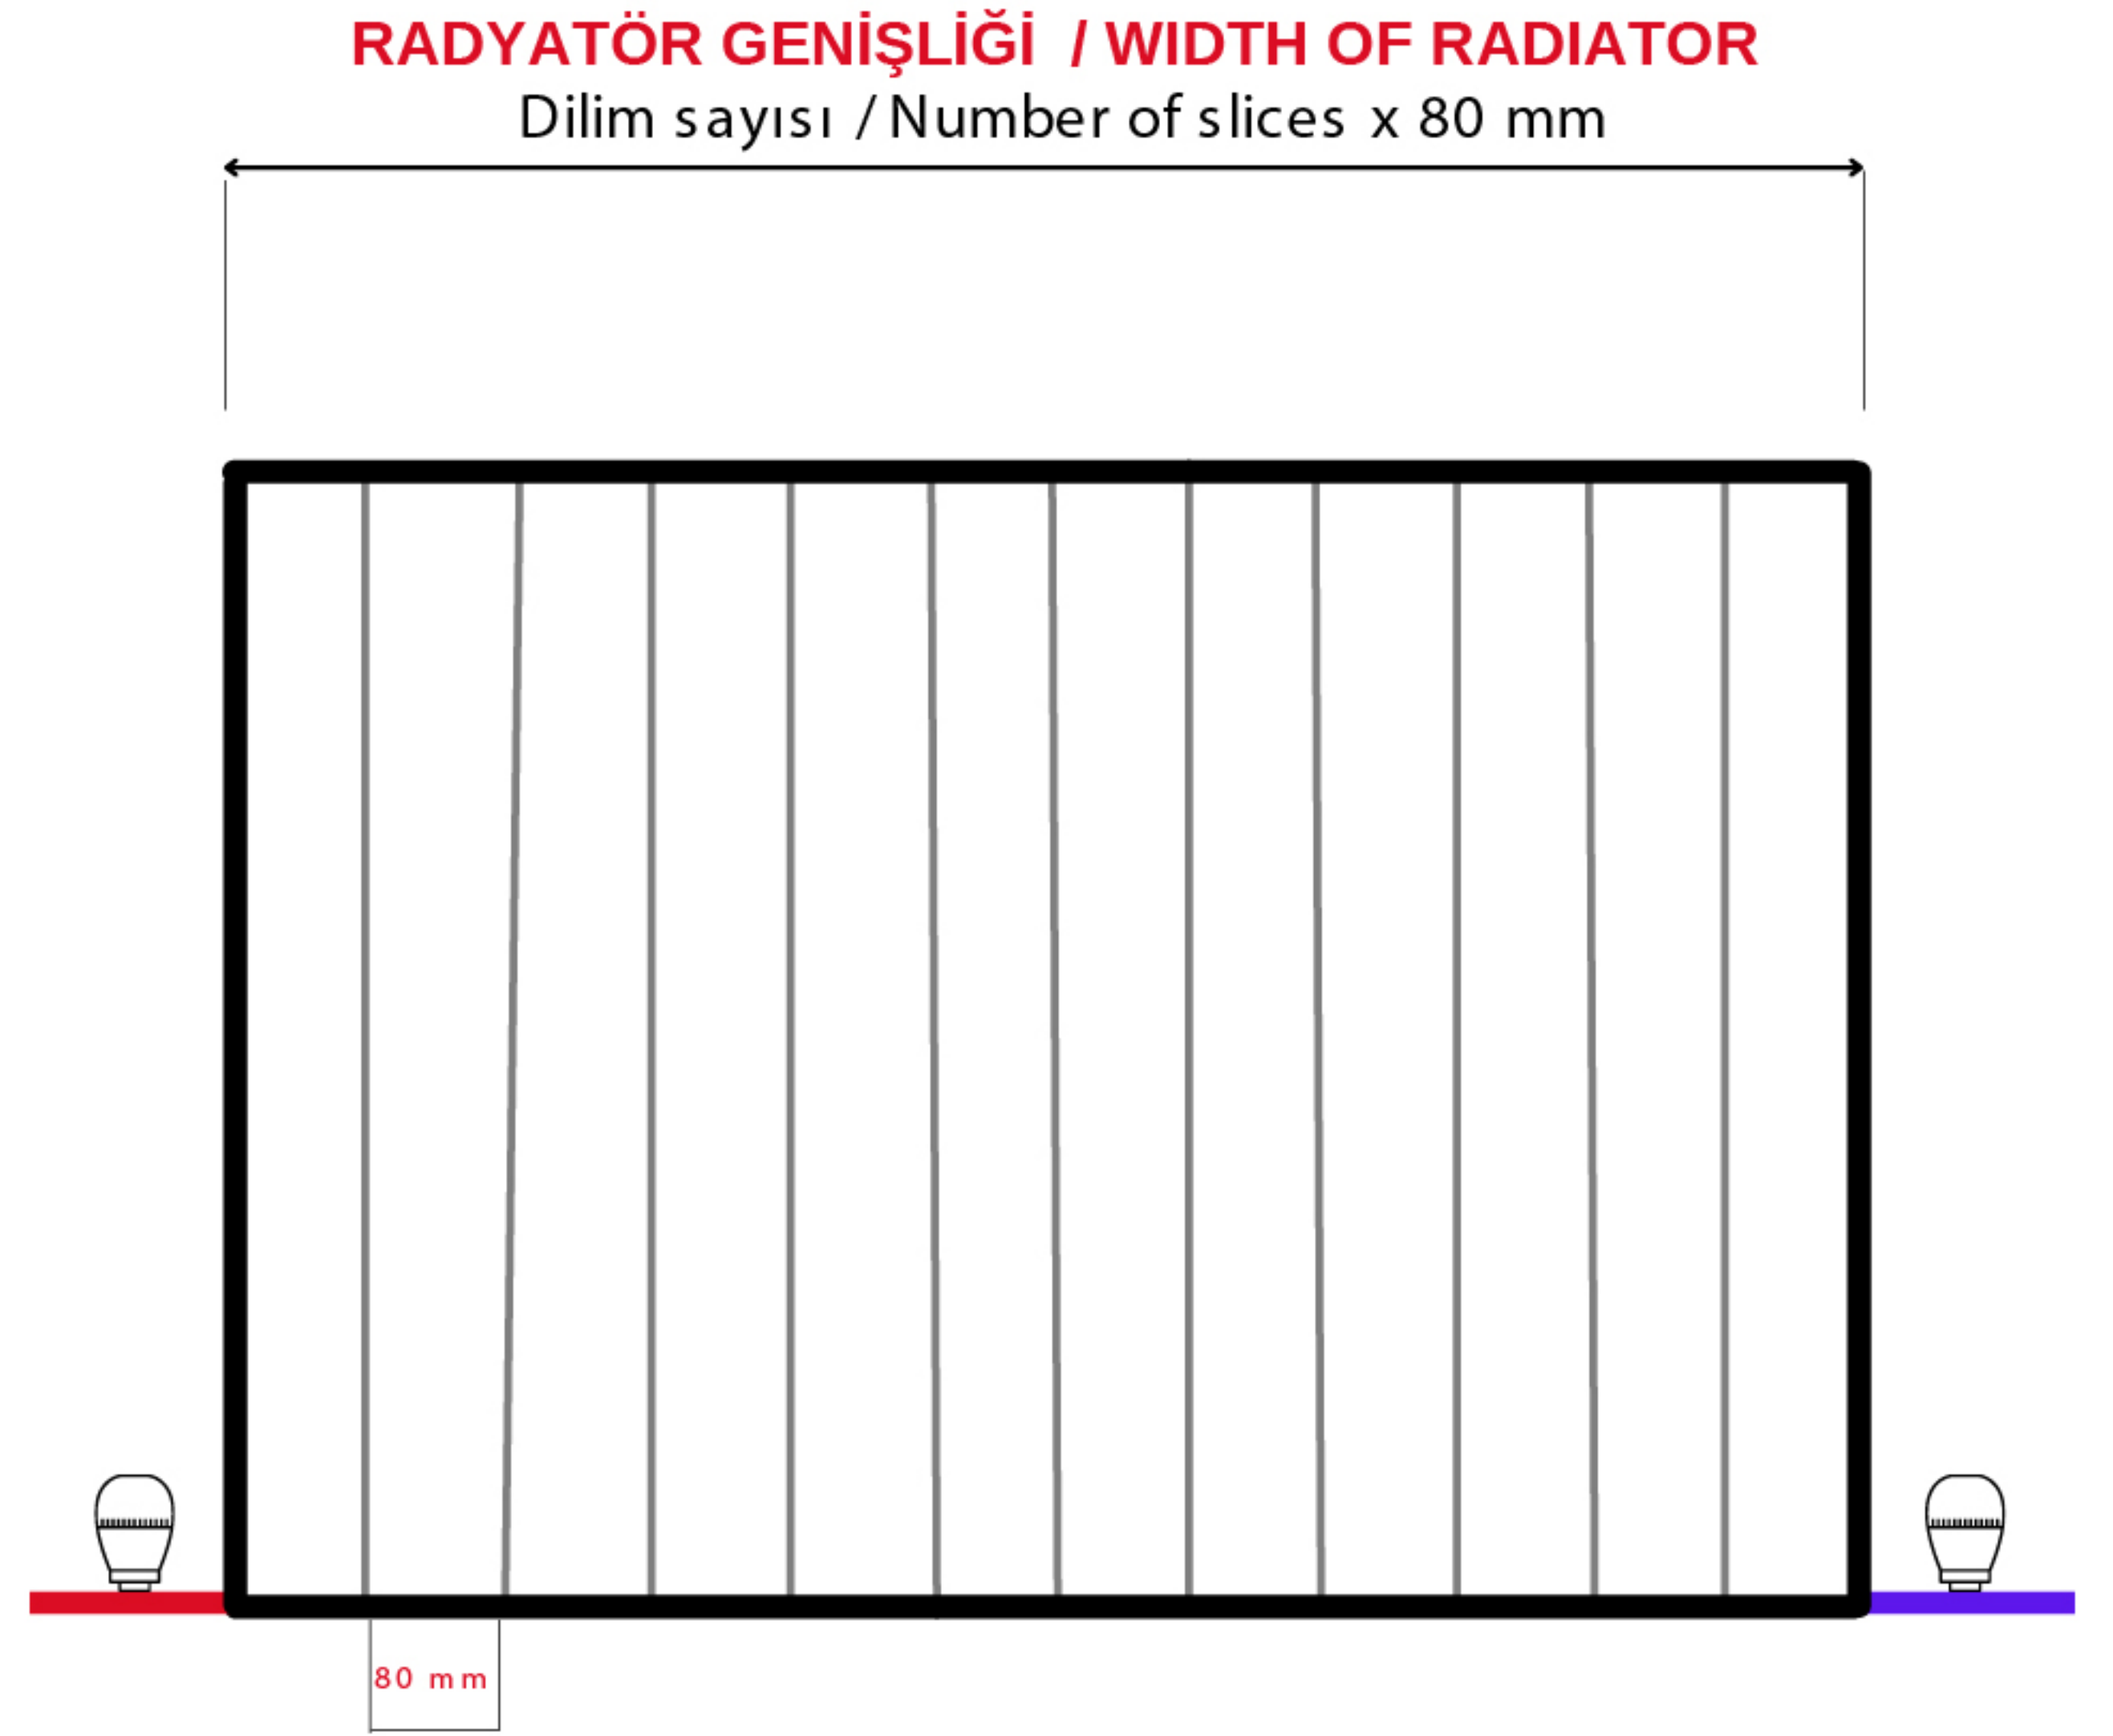 RADYATÖR GENİŞLİĞİ / WIDTH OF RADIATOR
Dilim sayısı / Number of slices x 80 mm
80 mm